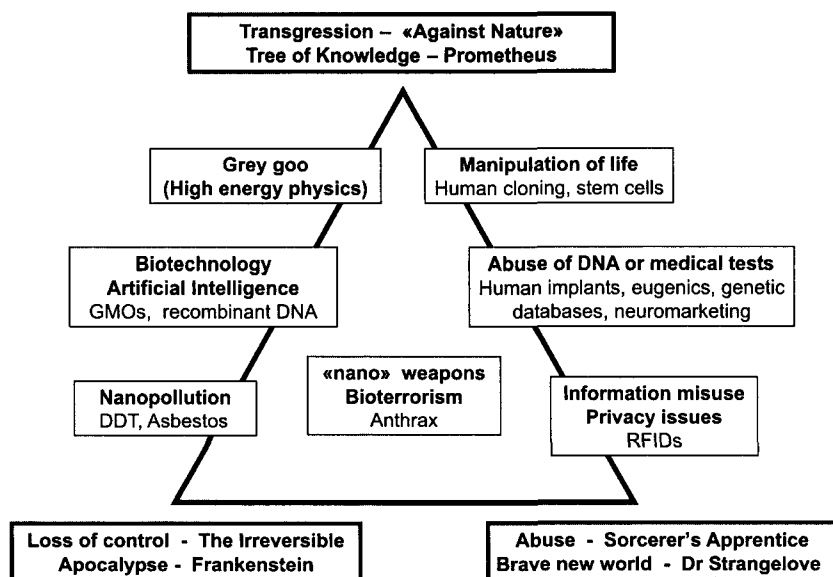 Transgression – «Against Nature»
Tree of Knowledge – Prometheus
Grey goo
(High energy physics)
Manipulation of life
Human cloning, stem cells
Biotechnology
Artificial Intelligence
GMOs, recombinant DNA
Abuse of DNA or medical tests
Human implants, eugenics, genetic
databases, neuromarketing
Nanopollution
DDT, Asbestos
«nano» weapons
Bioterrorism
Anthrax
Information misuse
Privacy issues
RFIDs
Loss of control - The Irreversible
Apocalypse - Frankenstein
Abuse - Sorcerer's Apprentice
Brave new world - Dr Strangelove